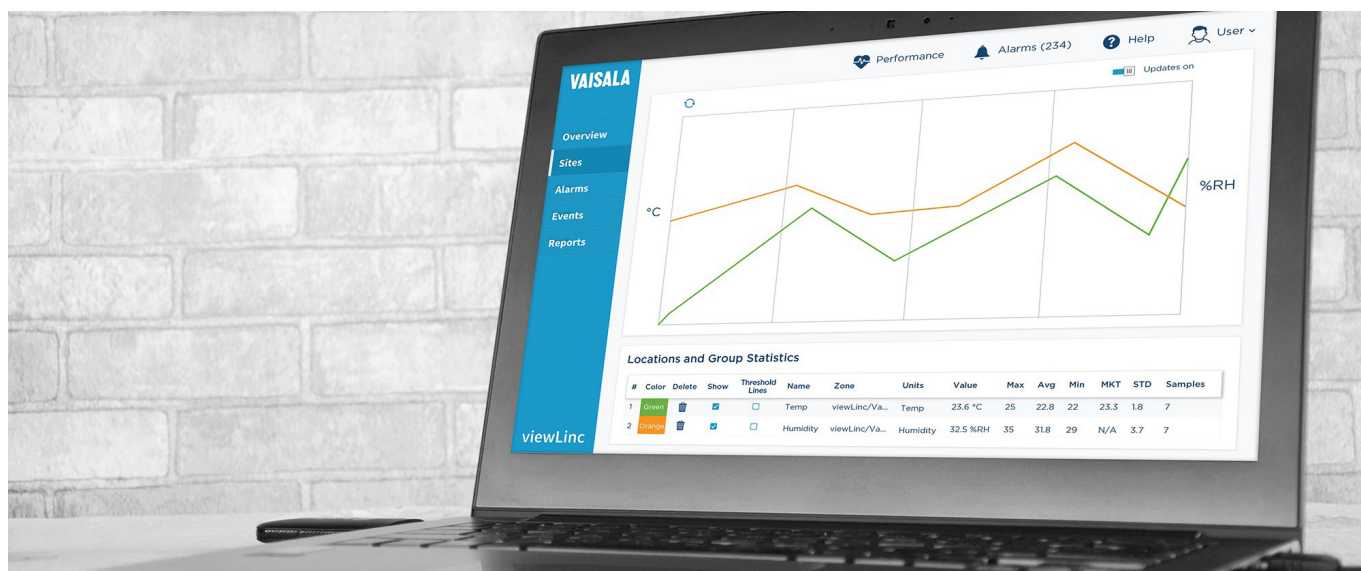 VAISALA
Performance
Alarms (234)
? Help
User
Updates on
Overview
Sites
Alarms
Events
Reports
°C
%RH
Locations and Group Statistics
# Color Delete Show Threshold Lines Name Zone Units Value Max Avg Min MKT STD Samples
1 Green Temp viewLinc/Va... Temp 23.6 °C 25 22.8 22 23.3 1.8 7
2 Orange Humidity viewLinc/Va... Humidity 32.5 %RH 35 31.8 29 N/A 3.7 7
viewLinc